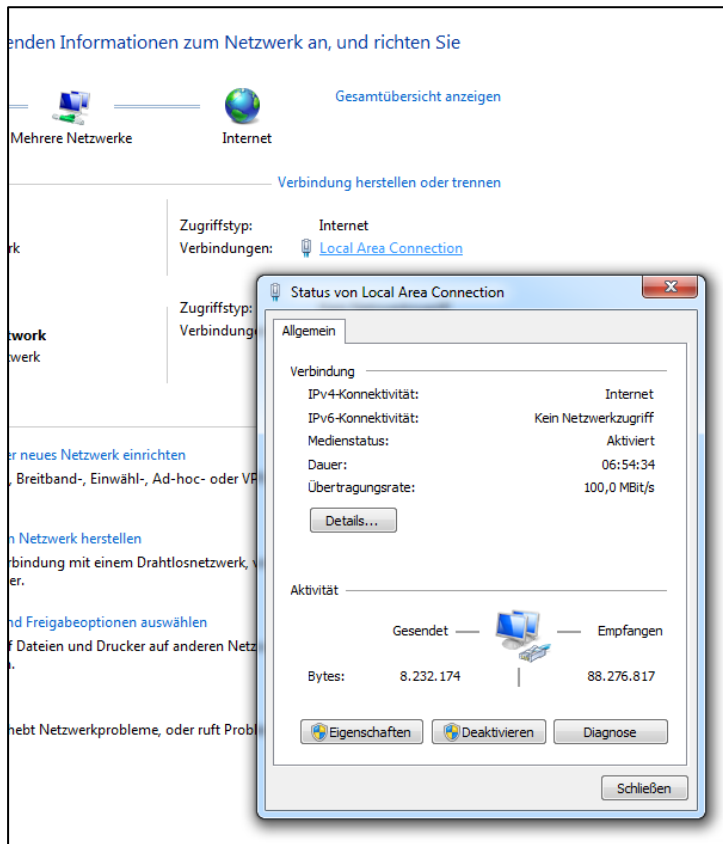 enden Informationen zum Netzwerk an, und richten Sie
Gesamtübersicht anzeigen
Mehrere Netzwerke Internet
Verbindung herstellen oder trennen
Zugriffstyp: Internet
rk Verbindungen: Local Area Connection
Zugriffstyp:
twork Verbindung
twerk
er neues Netzwerk einrichten
, Breitband-, Einwähl-, Ad-hoc- oder VP
n Netzwerk herstellen
rbindung mit einem Drahtlosnetzwerk, v
er.
nd Freigabeoptionen auswählen
f Dateien und Drucker auf anderen Netz
n.
hebt Netzwerkprobleme, oder ruft Probl
Status von Local Area Connection
Allgemein
Verbindung
IPv4-Konnektivität: Internet
IPv6-Konnektivität: Kein Netzwerkzugriff
Medienstatus: Aktiviert
Dauer: 06:54:34
Übertragungsrate: 100,0 MBit/s
Details...
Aktivität
Gesendet Empfangen
Bytes: 8.232.174 88.276.817
Eigenschaften Deaktivieren Diagnose
Schließen